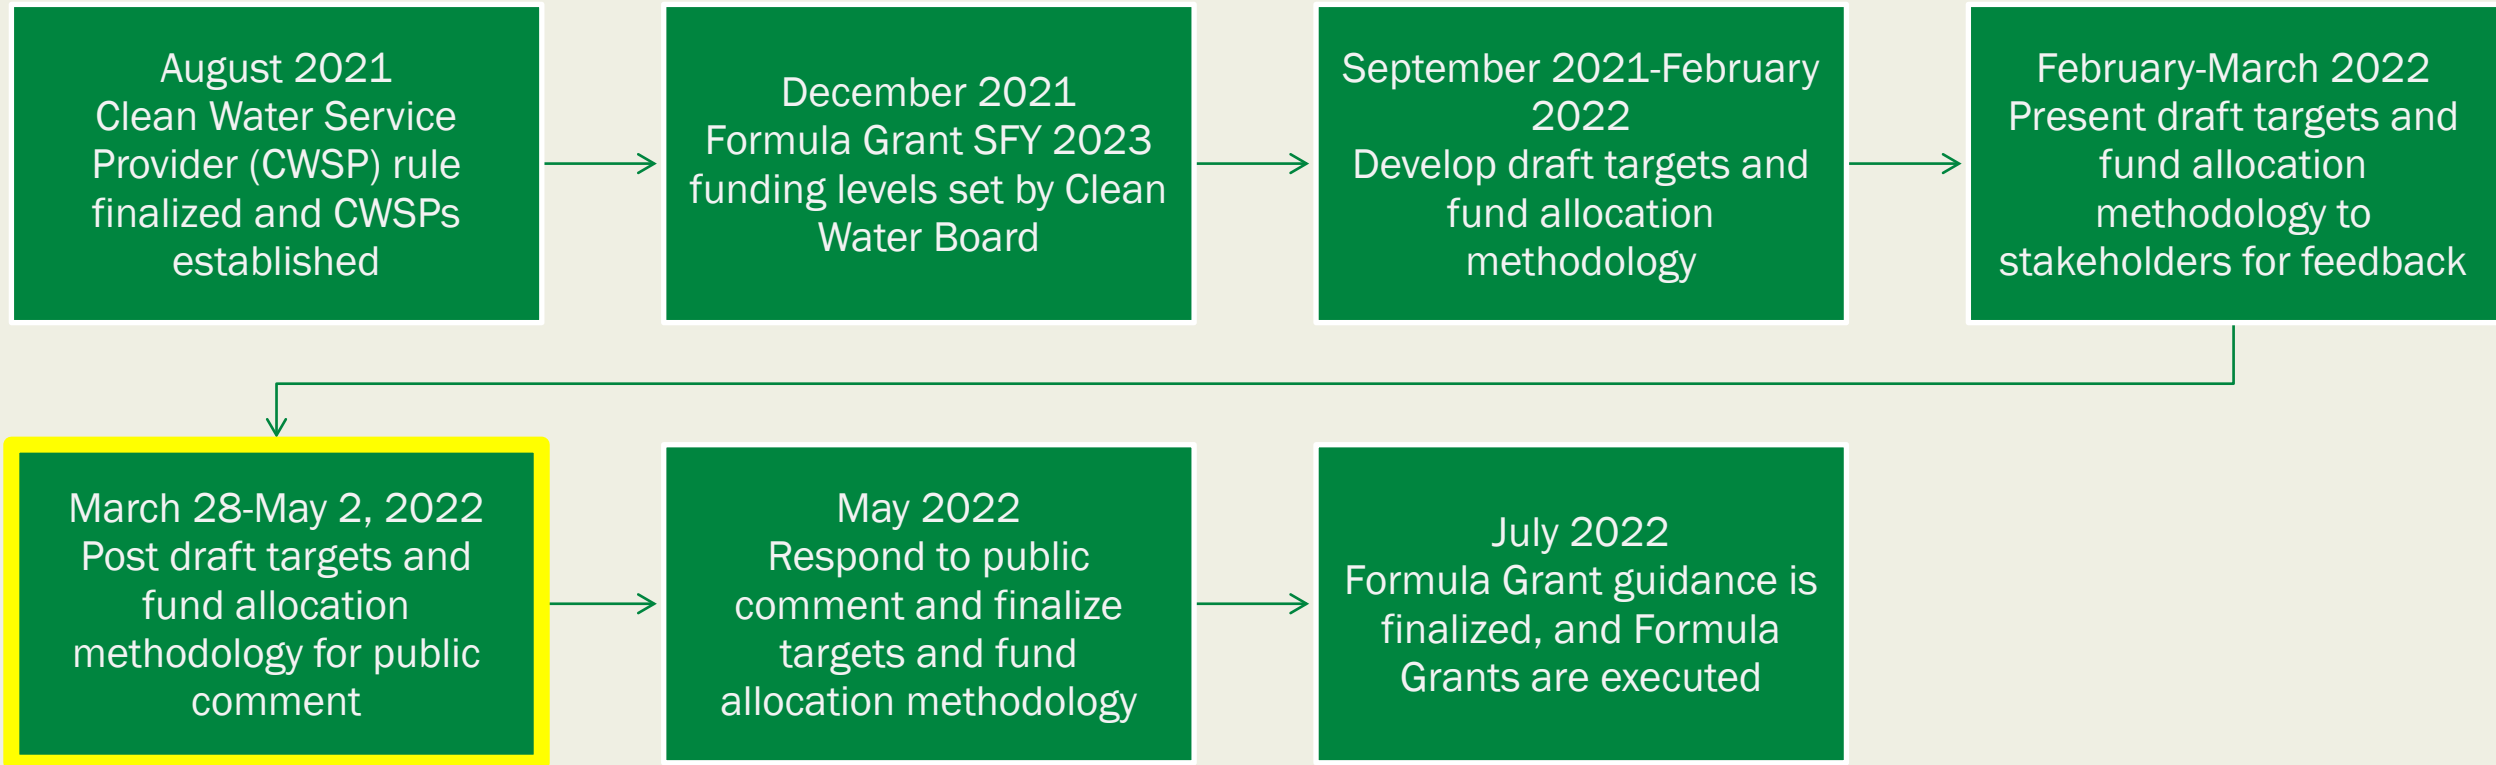 August 2021
Clean Water Service
Provider (CWSP) rule
finalized and CWSPs
established
December 2021
Formula Grant SFY 2023
funding levels set by Clean
Water Board
September 2021-February
2022
Develop draft targets and
fund allocation
methodology
February-March 2022
Present draft targets and
fund allocation
methodology to
stakeholders for feedback
March 28-May 2, 2022
Post draft targets and
fund allocation
methodology for public
comment
May 2022
Respond to public
comment and finalize
targets and fund
allocation methodology
July 2022
Formula Grant guidance is
finalized, and Formula
Grants are executed